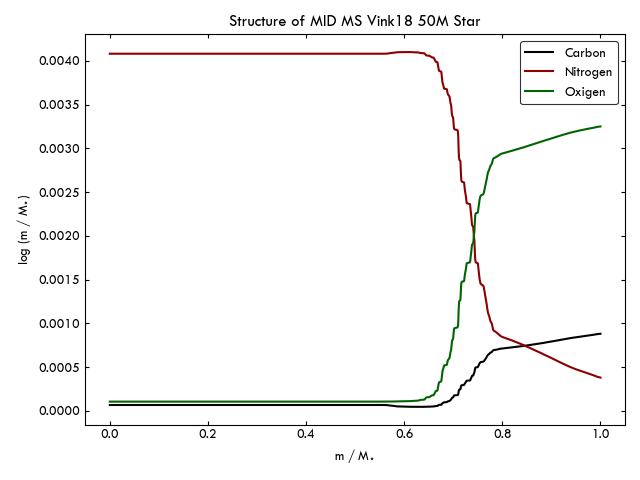 Structure of MID MS Vink18 50M Star
Carbon
Nitrogen
Oxigen
0.0040
0.0035
0.0030
0.0025
0.0020
0.0015
0.0010
0.0005
0.0000
log (m / M⋆)
0.0 0.2 0.4 0.6 0.8 1.0
m / M⋆